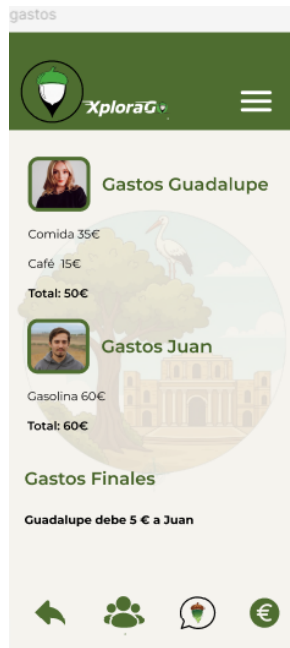 gastos
XploraGo
Gastos Guadalupe
Comida 35€
Café 15€
Total: 50€
Gastos Juan
Gasolina 60€
Total: 60€
Gastos Finales
Guadalupe debe 5 € a Juan
€